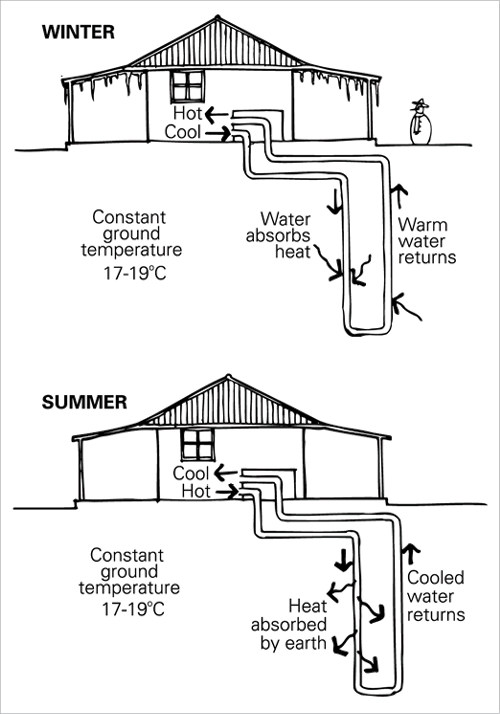 WINTER
Hot
Cool
Constant
ground
temperature
17-19°C
Water
absorbs
heat
Warm
water
returns
SUMMER
Cool
Hot
Constant
ground
temperature
17-19°C
Heat
absorbed
by earth
Cooled
water
returns